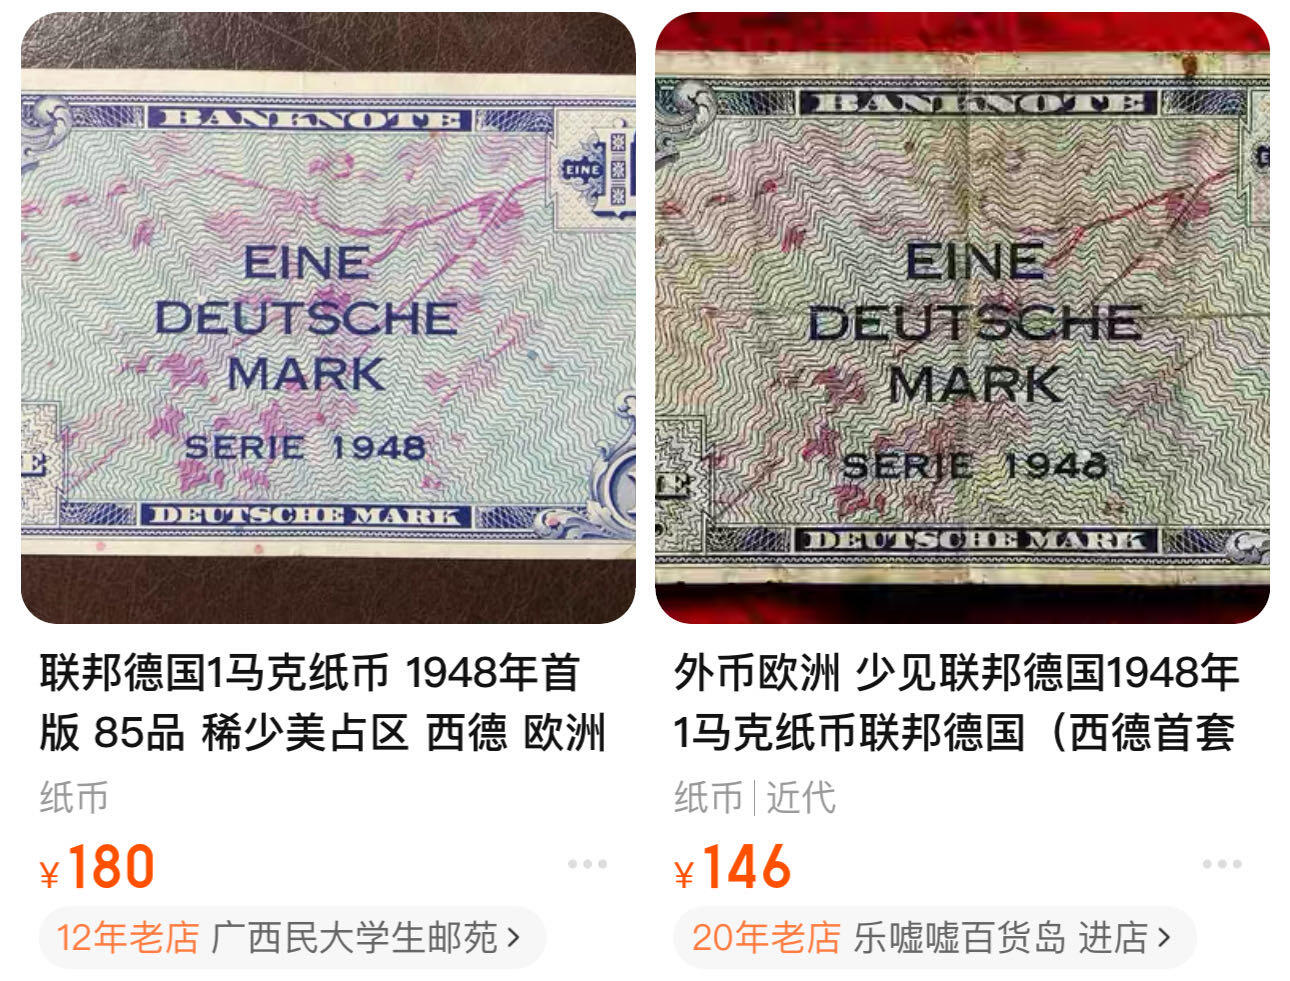 BANKNOTE
EINE
EINE
DEUTSCHE
MARK
SERIE 1948
DEUTSCHE MARK
BANKNOTE
EINE
DEUTSCHE
MARK
SERIE 1948
DEUTSCHE MARK
联邦德国1马克纸币 1948年首
版 85品 稀少美占区 西德 欧洲
纸币
¥180
12年老店 广西民大学生邮苑
外币欧洲 少见联邦德国1948年
1马克纸币联邦德国（西德首套
纸币 | 近代
¥146
20年老店 乐嘘嘘百货岛 进店